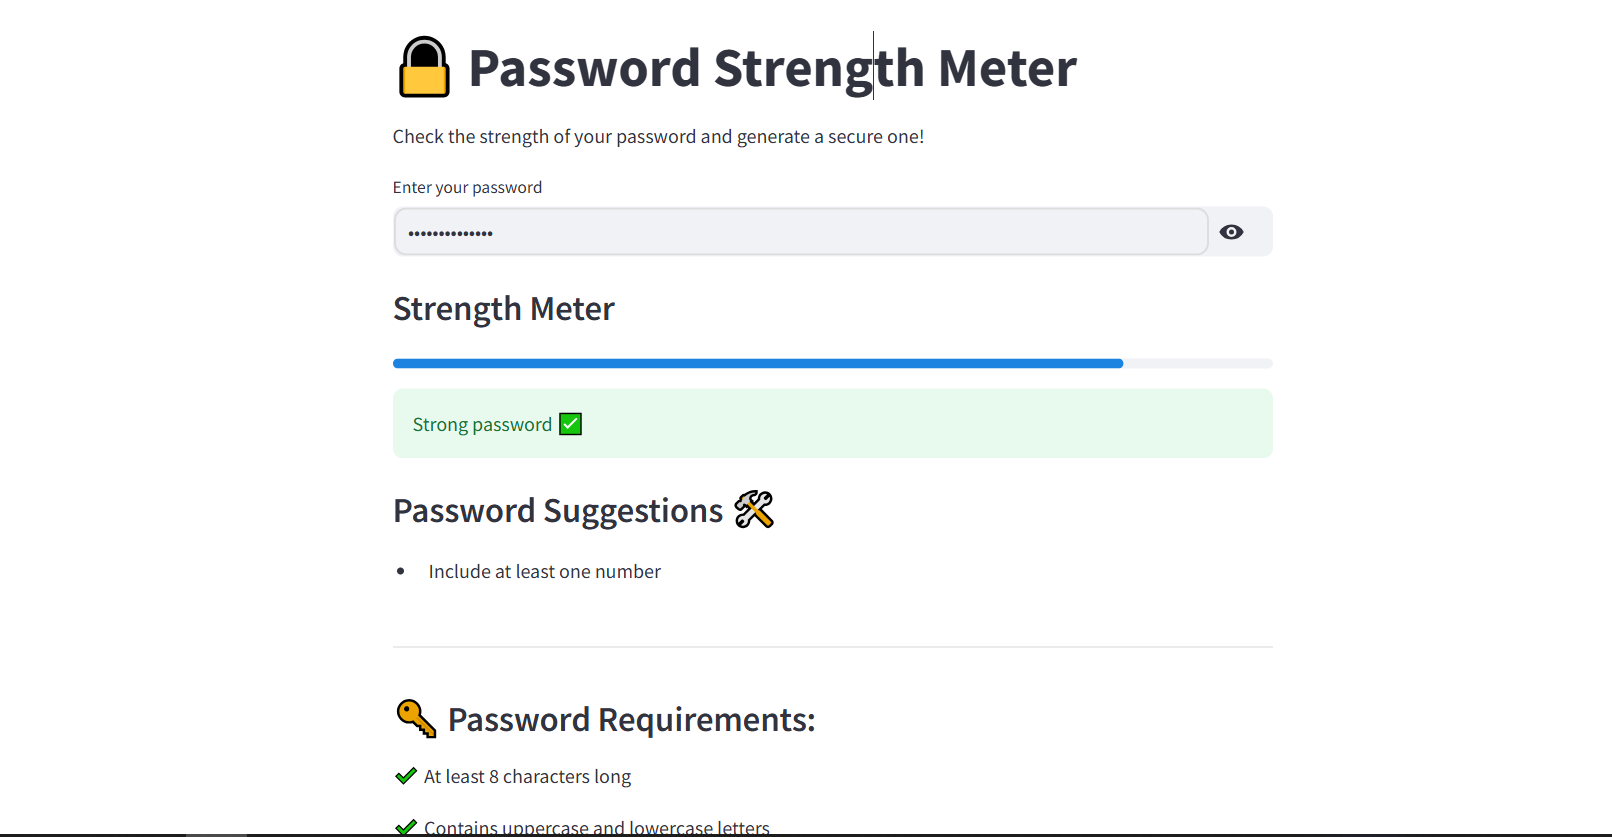 Password Strength Meter
Check the strength of your password and generate a secure one!
Enter your password
••••••••••••••
Strength Meter
Strong password ✅
Password Suggestions 🛠
• Include at least one number
🔑 Password Requirements:
✔ At least 8 characters long
✔ Contains uppercase and lowercase letters